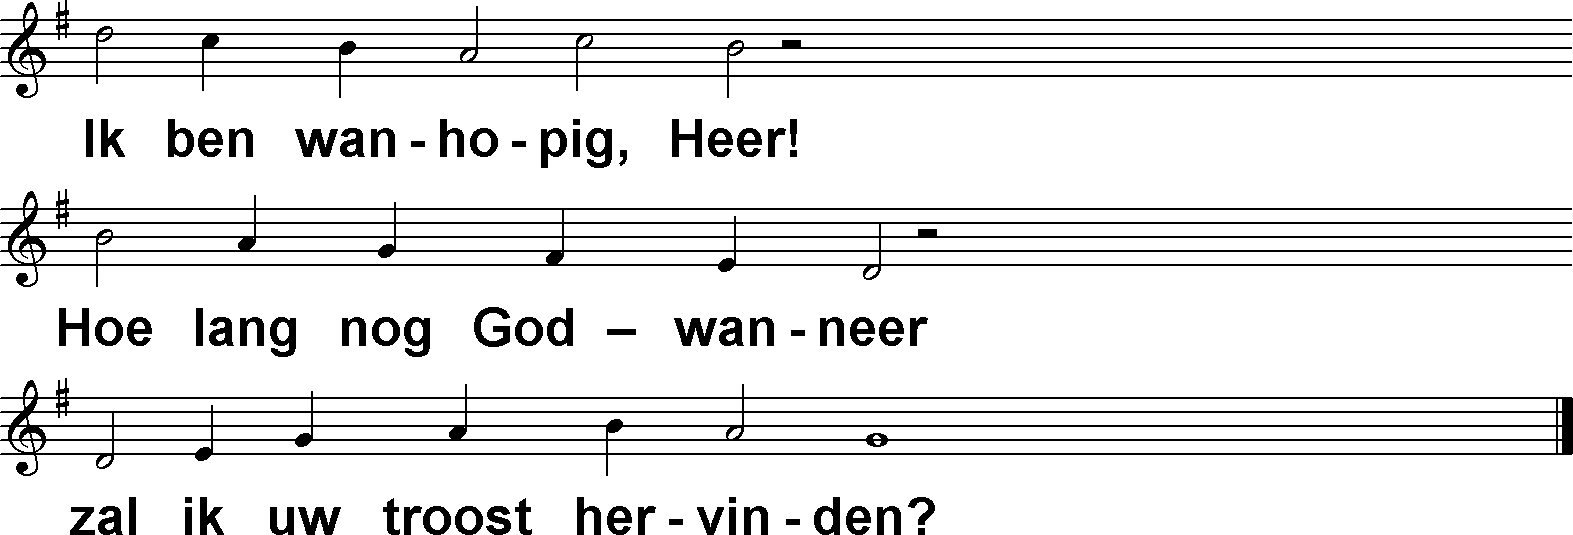 Ik ben wan-ho-pig, Heer!
Hoe lang nog God – wan-neer
zal ik uw troost her-vin-den?